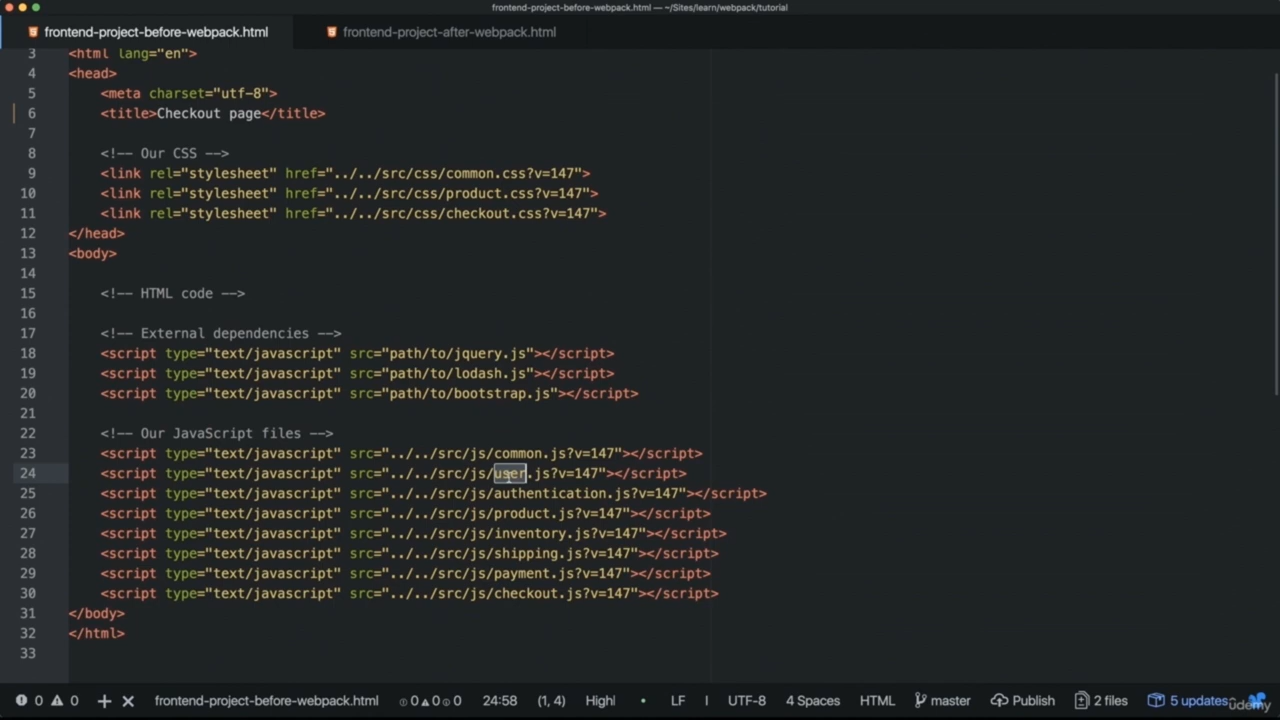 frontend-project-before-webpack.html — ~/Sites/learn/webpack/tutorial
frontend-project-before-webpack.html
frontend-project-after-webpack.html
3 <html lang="en">
4 <head>
5 <meta charset="utf-8">
6 <title>Checkout page</title>
7
8 <!-- Our CSS -->
9 <link rel="stylesheet" href="../../src/css/common.css?v=147">
10 <link rel="stylesheet" href="../../src/css/product.css?v=147">
11 <link rel="stylesheet" href="../../src/css/checkout.css?v=147">
12 </head>
13 <body>
14
15 <!-- HTML code -->
16
17 <!-- External dependencies -->
18 <script type="text/javascript" src="path/to/jquery.js"></script>
19 <script type="text/javascript" src="path/to/lodash.js"></script>
20 <script type="text/javascript" src="path/to/bootstrap.js"></script>
21
22 <!-- Our JavaScript files -->
23 <script type="text/javascript" src="../../src/js/common.js?v=147"></script>
24 <script type="text/javascript" src="../../src/js/user.js?v=147"></script>
25 <script type="text/javascript" src="../../src/js/authentication.js?v=147"></script>
26 <script type="text/javascript" src="../../src/js/product.js?v=147"></script>
27 <script type="text/javascript" src="../../src/js/inventory.js?v=147"></script>
28 <script type="text/javascript" src="../../src/js/shipping.js?v=147"></script>
29 <script type="text/javascript" src="../../src/js/payment.js?v=147"></script>
30 <script type="text/javascript" src="../../src/js/checkout.js?v=147"></script>
31 </body>
32 </html>
33
0 0 frontend-project-before-webpack.html 0 0 0 24:58 (1, 4) Highl LF UTF-8 4 Spaces HTML master Publish 2 files 5 updates
udemy